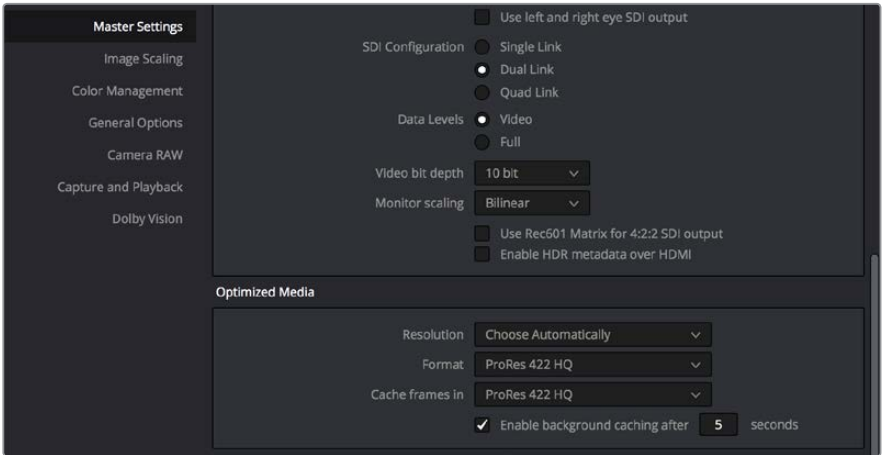 Master Settings
Image Scaling
Color Management
General Options
Camera RAW
Capture and Playback
Dolby Vision
Use left and right eye SDI output
SDI Configuration Single Link
Dual Link
Quad Link
Data Levels Video
Full
Video bit depth 10 bit
Monitor scaling Bilinear
Use Rec601 Matrix for 4:2:2 SDI output
Enable HDR metadata over HDMI
Optimized Media
Resolution Choose Automatically
Format ProRes 422 HQ
Cache frames in ProRes 422 HQ
Enable background caching after 5 seconds